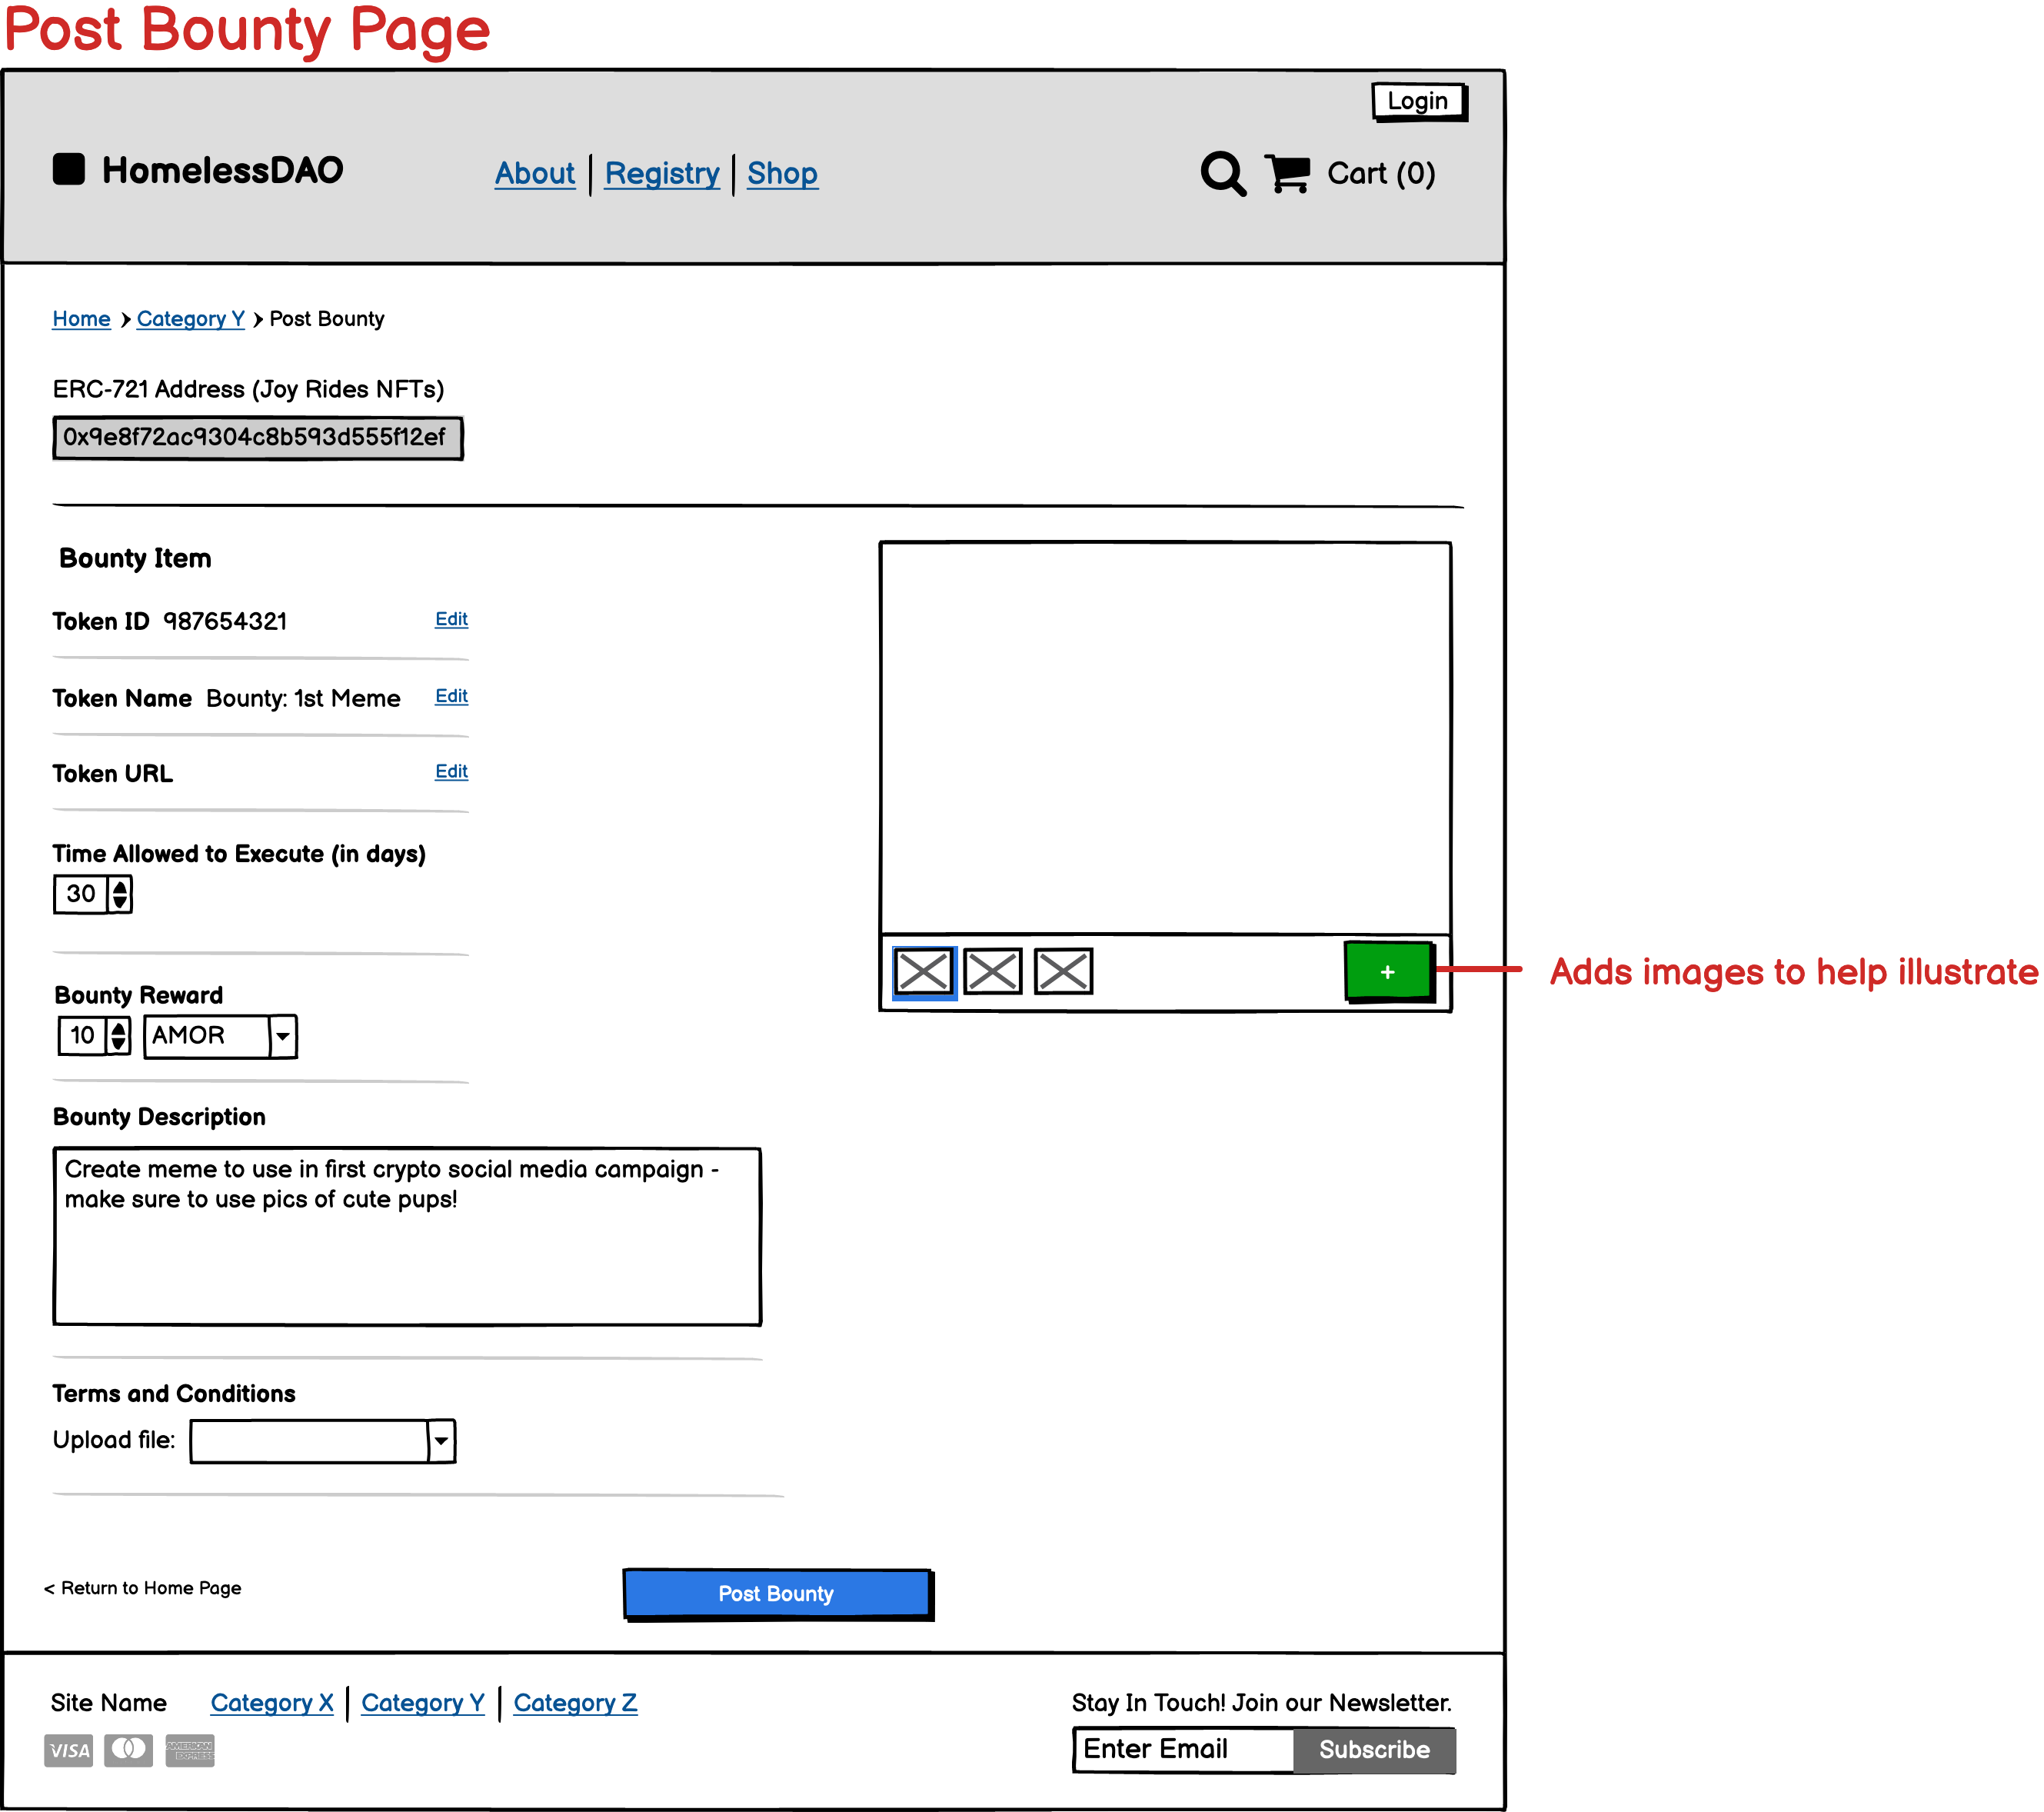 Post Bounty Page
Login
HomelessDAO
About | Registry | Shop
Cart (0)
Home > Category Y > Post Bounty
ERC-721 Address (Joy Rides NFTs)
0x9e8f72ac9304c8b593d555f12ef
Bounty Item
Token ID 987654321 Edit
Token Name Bounty: 1st Meme Edit
Token URL Edit
Time Allowed to Execute (in days)
30
+
Adds images to help illustrate
Bounty Reward
10 AMOR
Bounty Description
Create meme to use in first crypto social media campaign -
make sure to use pics of cute pups!
Terms and Conditions
Upload file:
< Return to Home Page
Post Bounty
Site Name
Category X | Category Y | Category Z
VISA
AMERICAN
EXPRESS
Stay In Touch! Join our Newsletter.
Enter Email
Subscribe